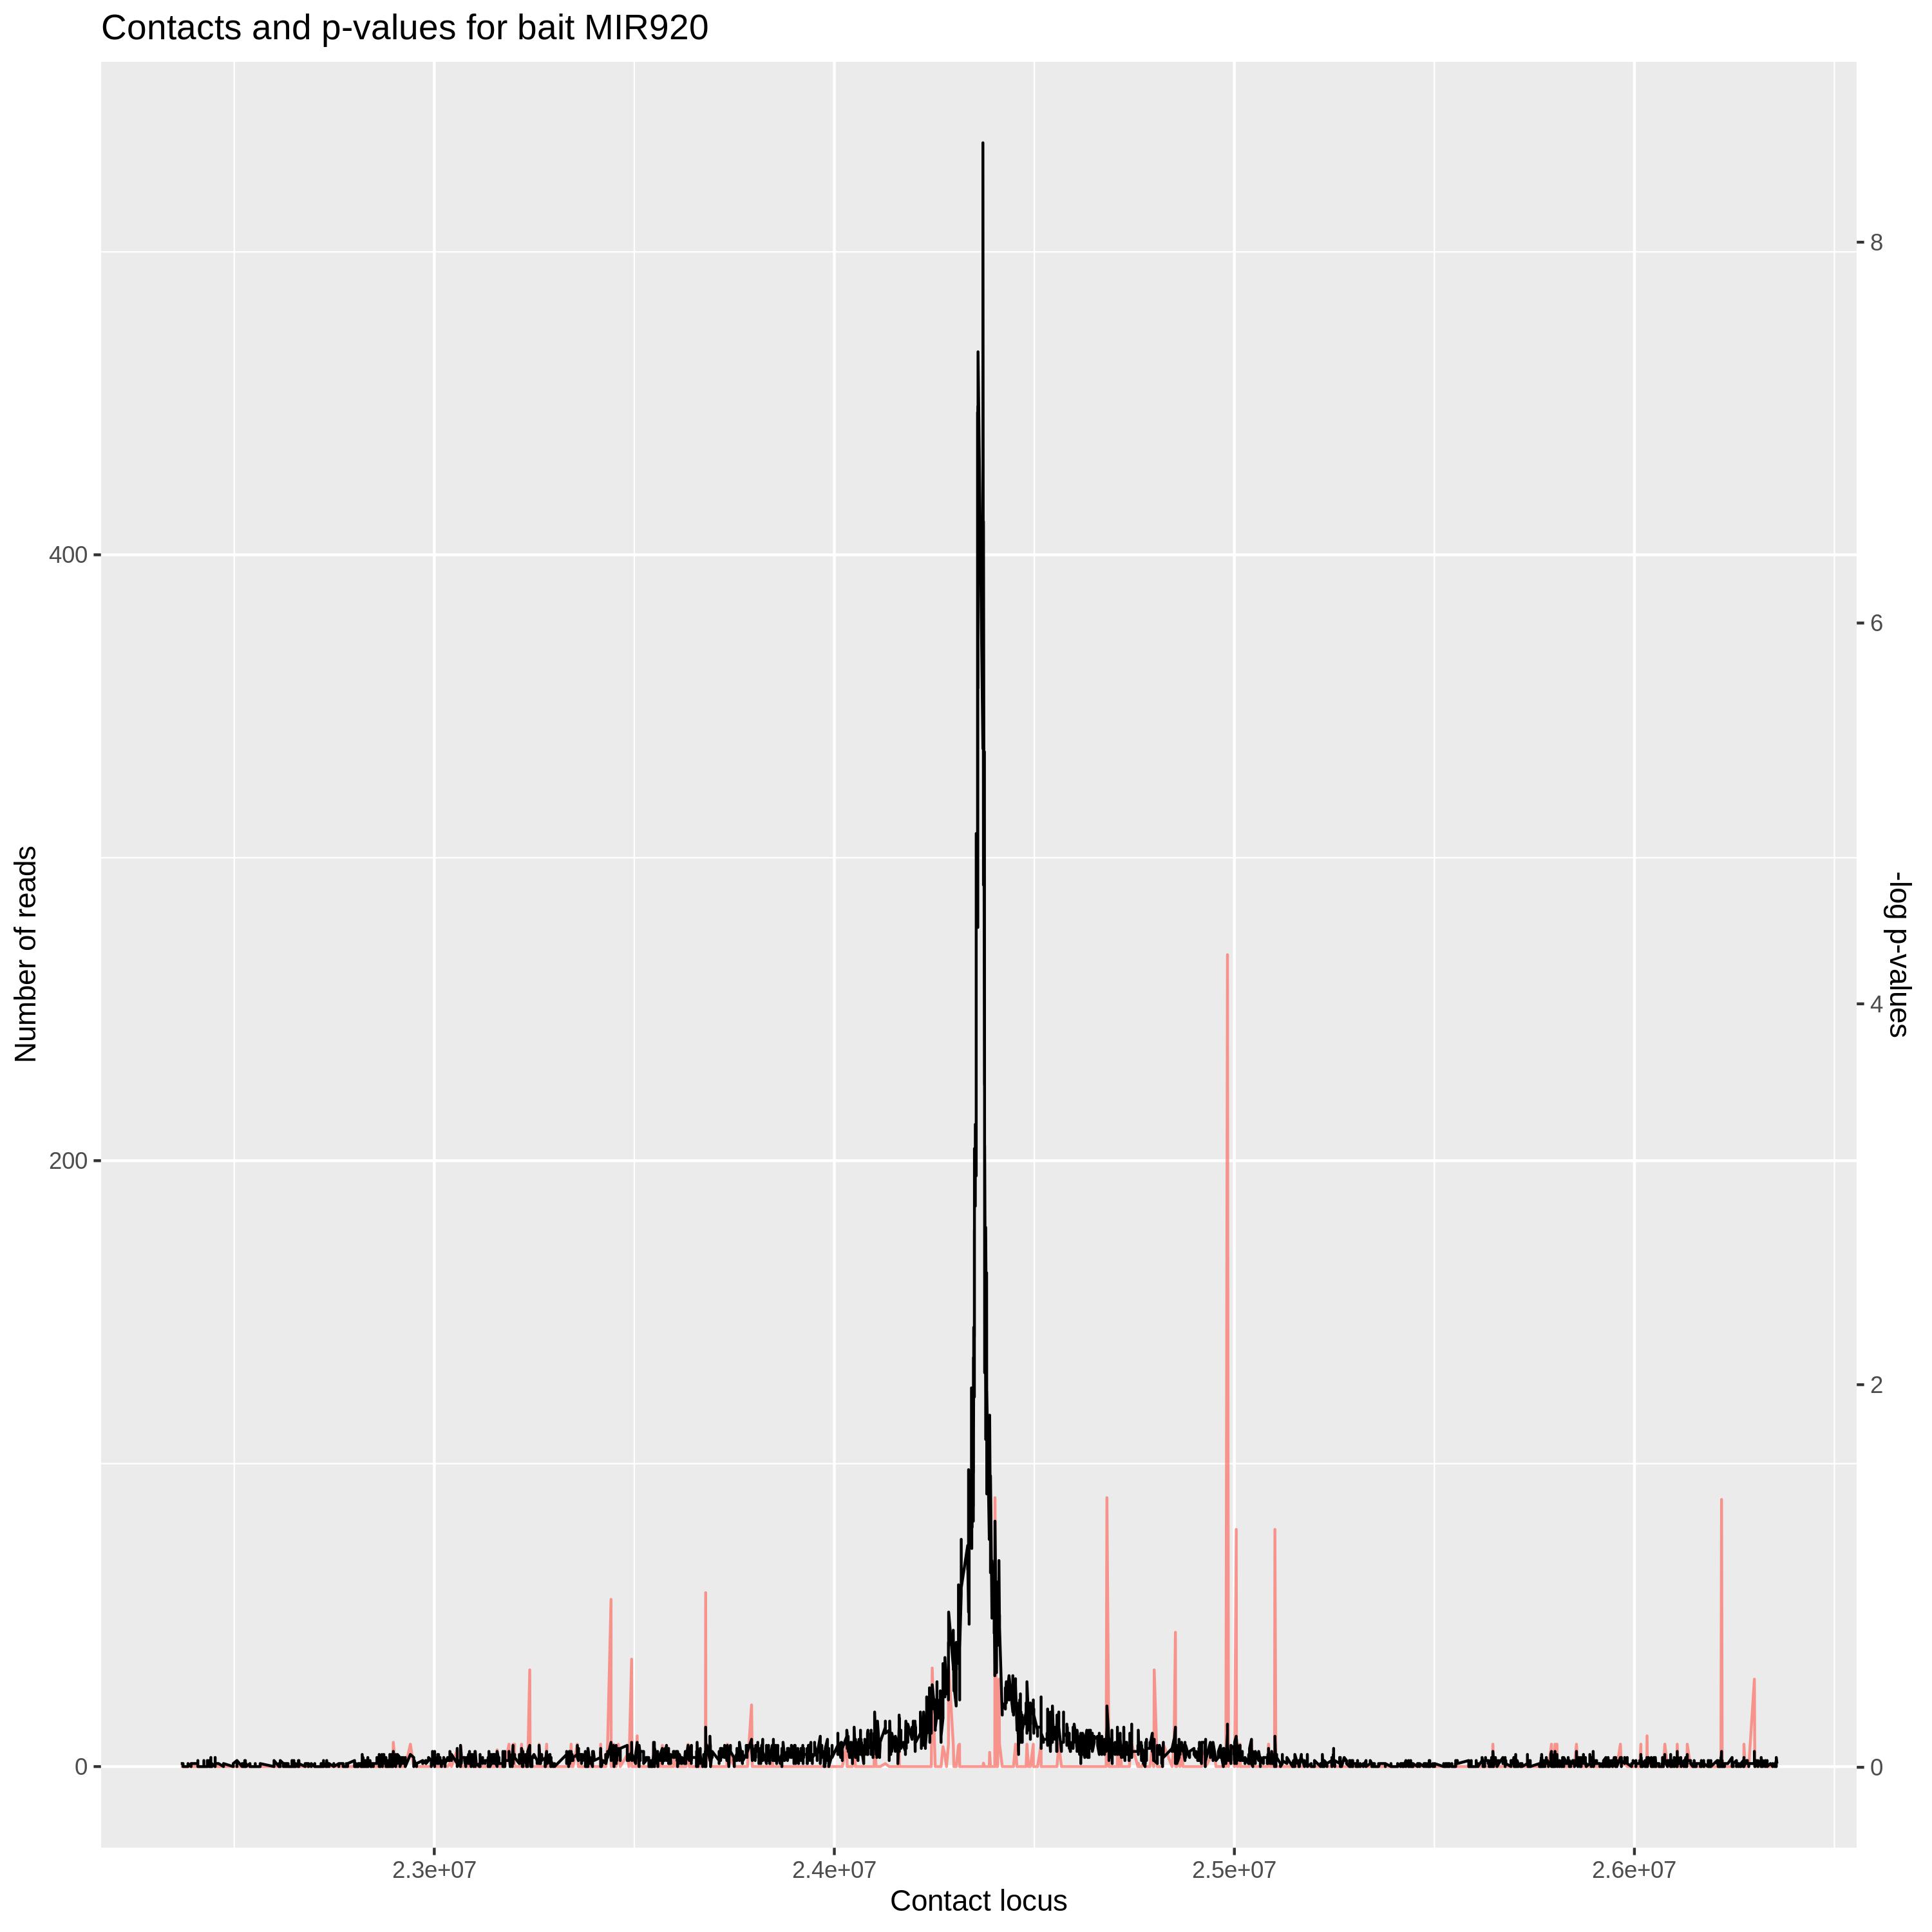 Contacts and p-values for bait MIR920
Number of reads
400
200
0
8
6
4
2
0
-log p-values
2.3e+07
2.4e+07
2.5e+07
2.6e+07
Contact locus